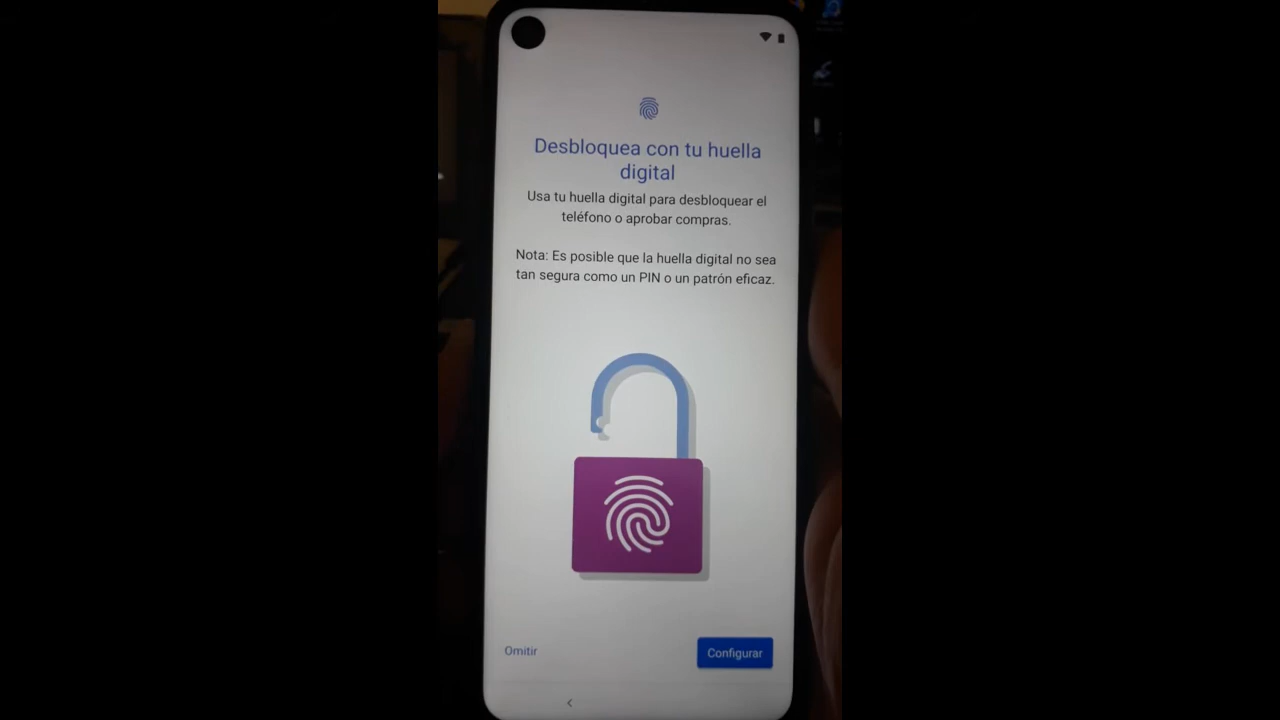 Desbloquea con tu huella
digital
Usa tu huella digital para desbloquear el
teléfono o aprobar compras.
Nota: Es posible que la huella digital no sea
tan segura como un PIN o un patrón eficaz.
Omitir
Configurar